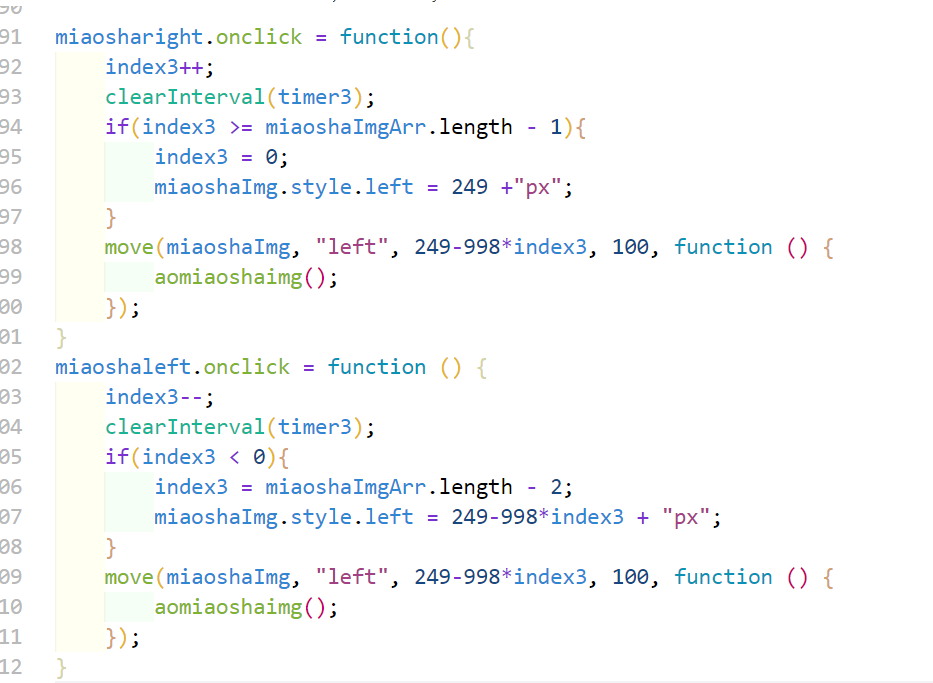 91 miaosharight.onclick = function(){
92     index3++;
93     clearInterval(timer3);
94     if(index3 >= miaoshaImgArr.length - 1){
95         index3 = 0;
96         miaoshaImg.style.left = 249 +"px";
97     }
98     move(miaoshaImg, "left", 249-998*index3, 100, function () {
99         aomiaoshaimg();
00     });
01 }
02 miaoshaleft.onclick = function () {
03     index3--;
04     clearInterval(timer3);
05     if(index3 < 0){
06         index3 = miaoshaImgArr.length - 2;
07         miaoshaImg.style.left = 249-998*index3 + "px";
08     }
09     move(miaoshaImg, "left", 249-998*index3, 100, function () {
10         aomiaoshaimg();
11     });
12 }